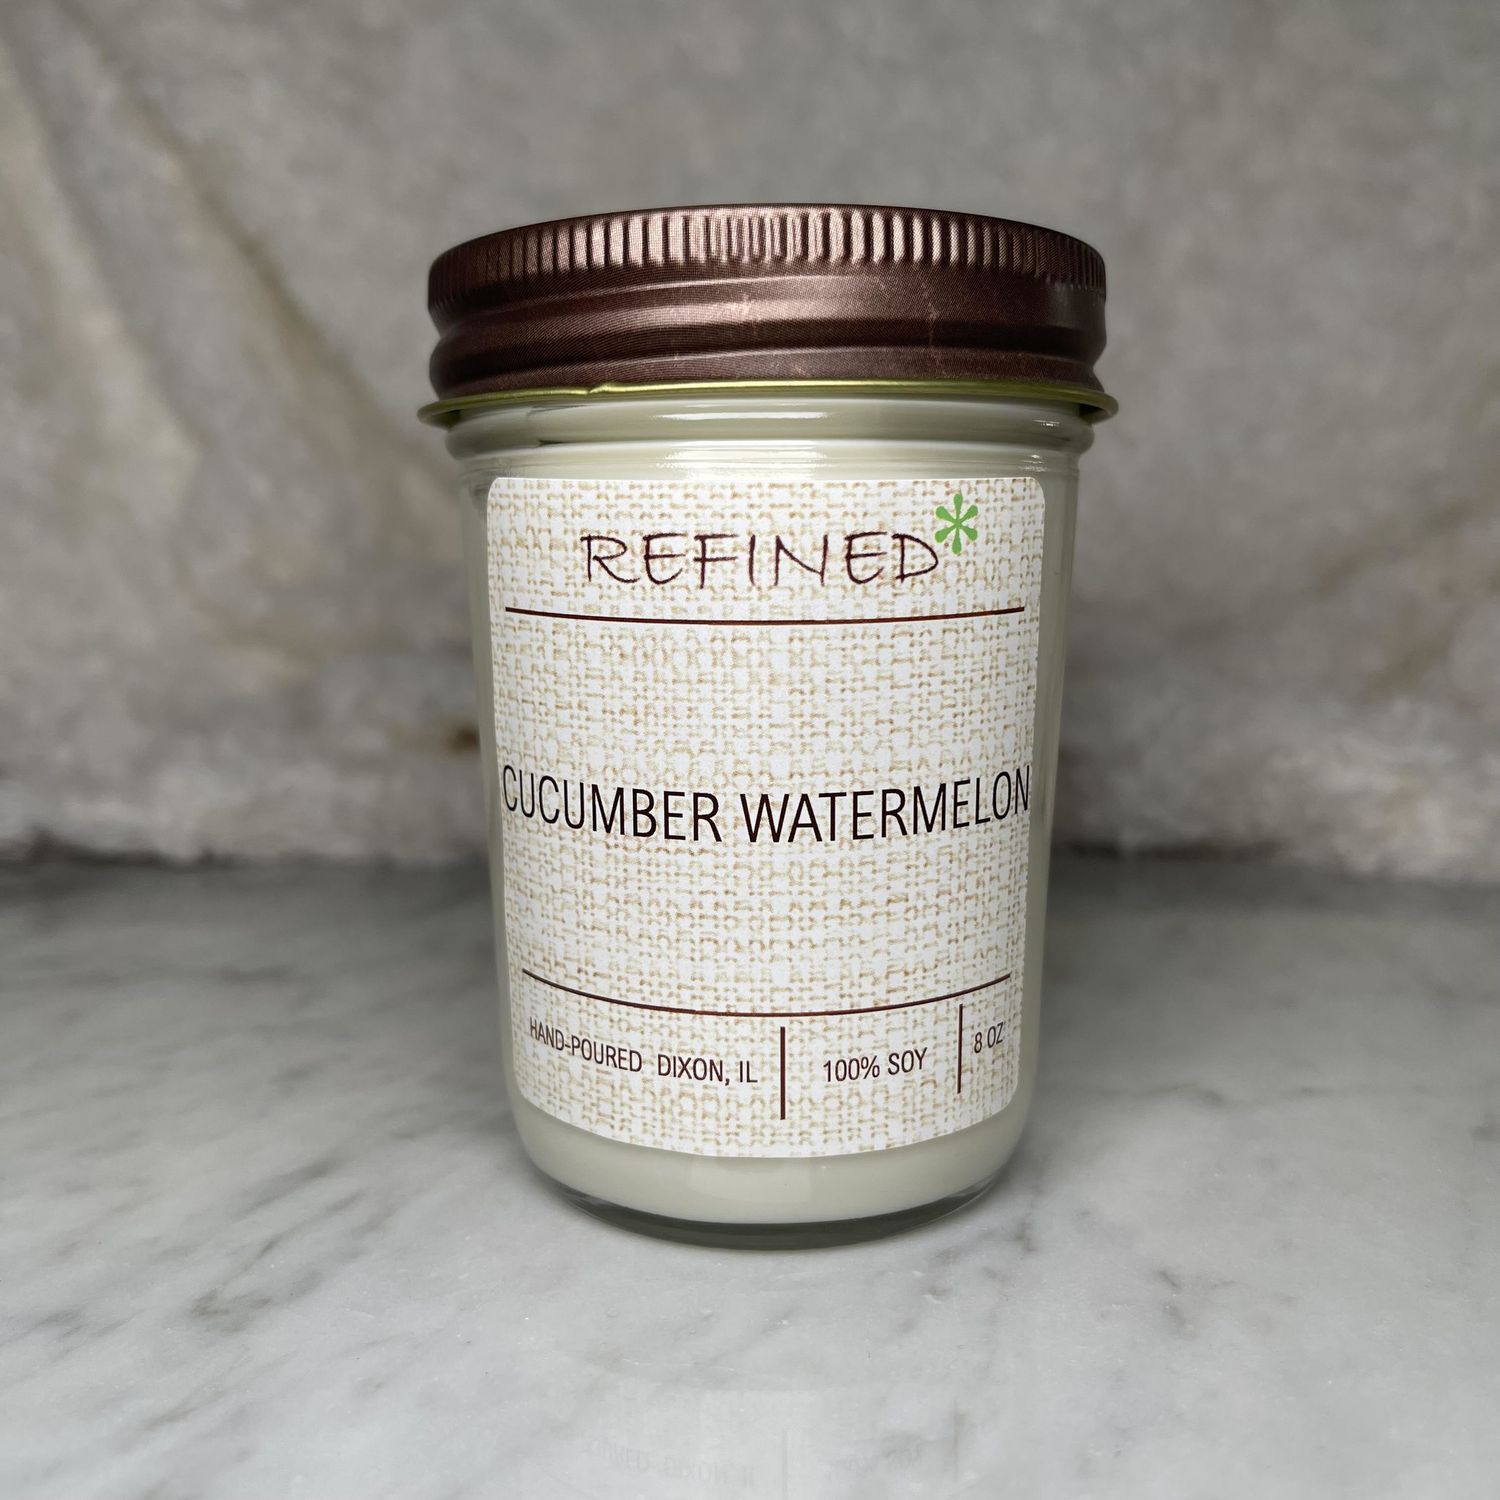 REFINED*
CUCUMBER WATERMELON
HAND-POURED DIXON, IL | 100% SOY | 8 OZ